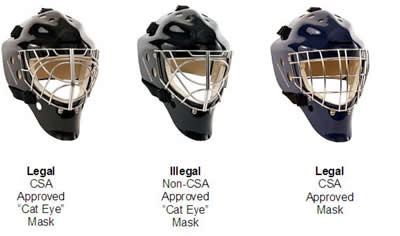 Legal
CSA
Approved
“Cat Eye”
Mask
Illegal
Non-CSA
Approved
“Cat Eye”
Mask
Legal
CSA
Approved
Mask